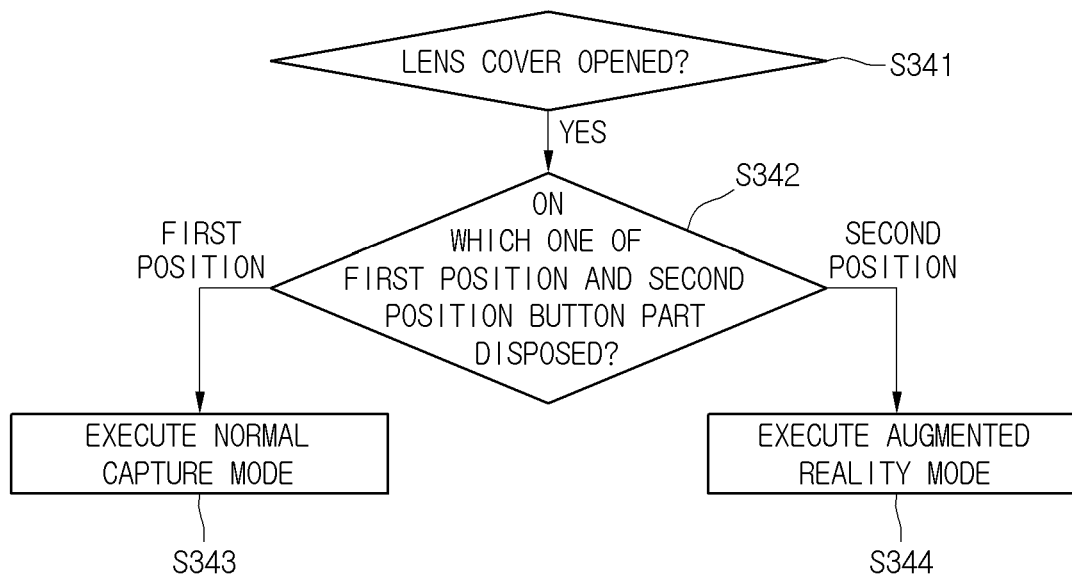 LENS COVER OPENED?
S341
YES
S342
ON
WHICH ONE OF
FIRST POSITION AND SECOND
POSITION BUTTON PART
DISPOSED?
FIRST
POSITION
SECOND
POSITION
EXECUTE NORMAL
CAPTURE MODE
EXECUTE AUGMENTED
REALITY MODE
S343
S344